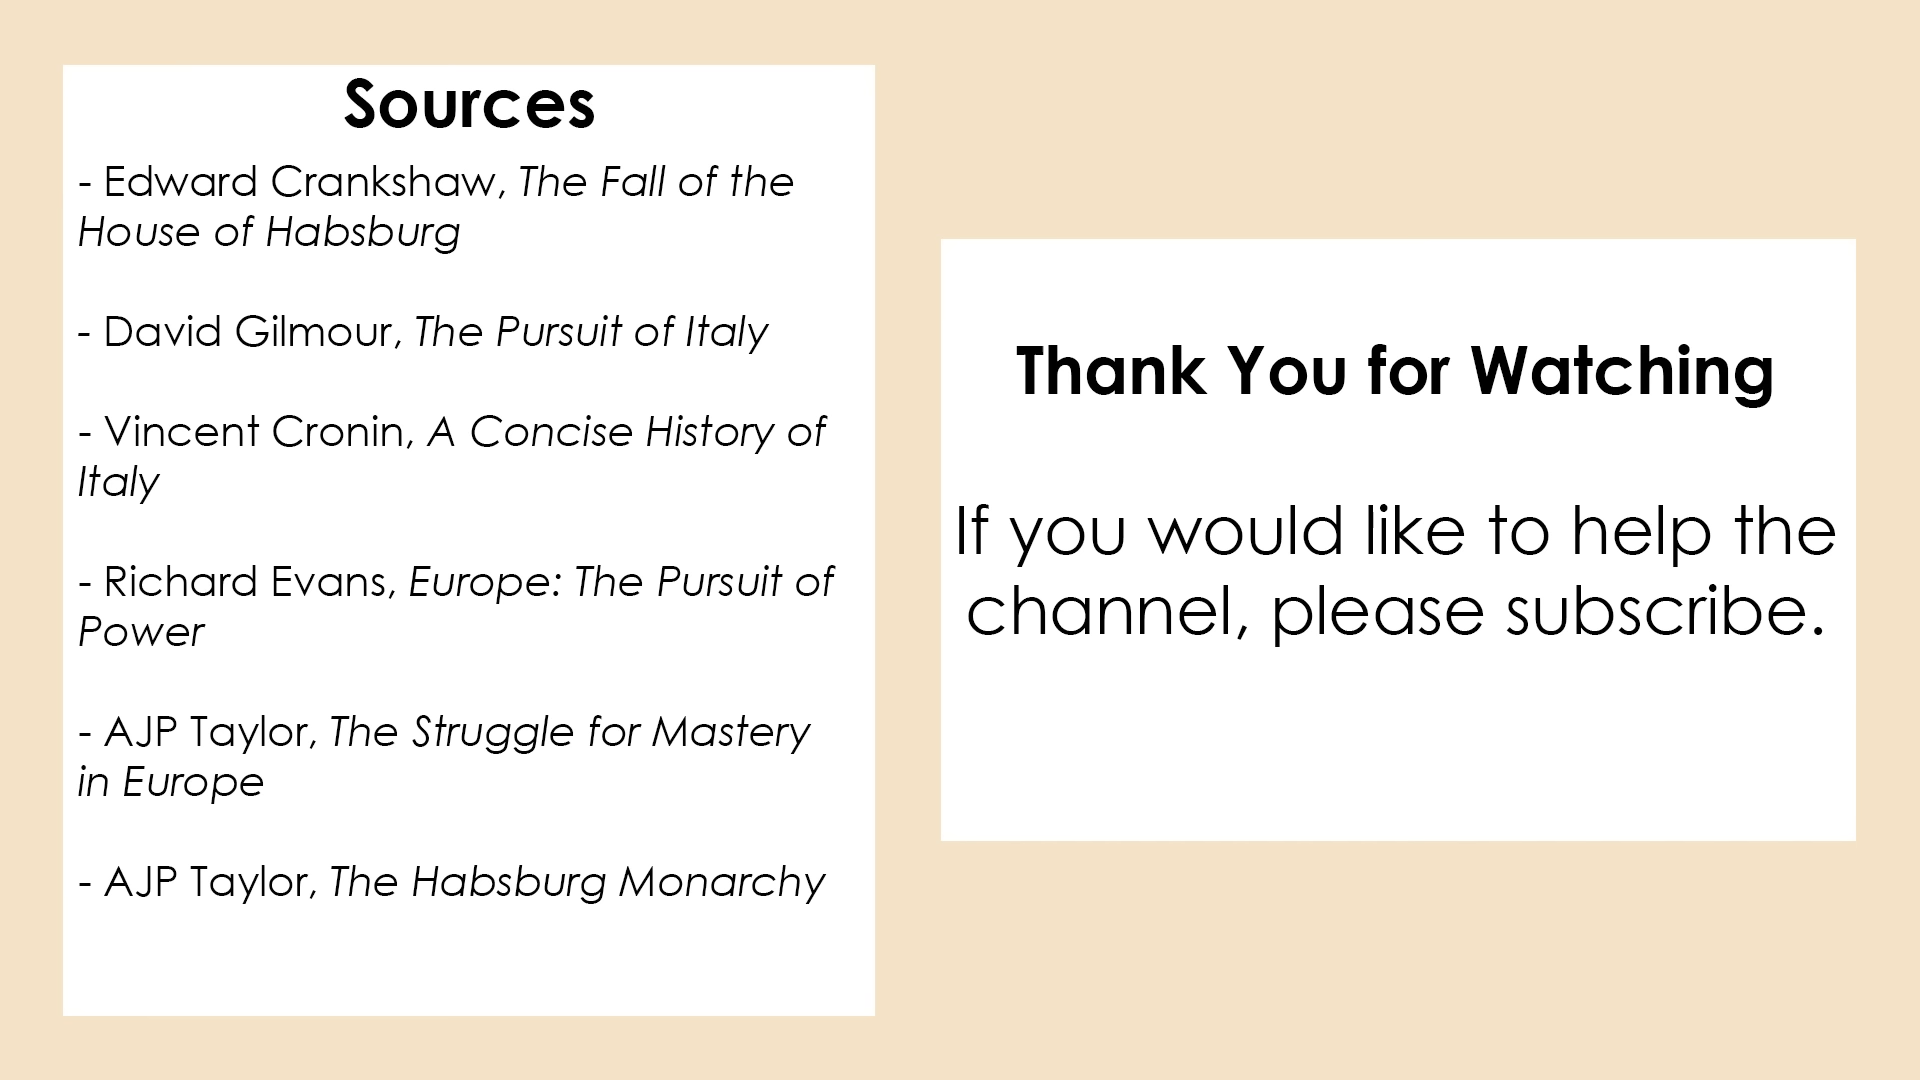 Sources
- Edward Crankshaw, The Fall of the
House of Habsburg
- David Gilmour, The Pursuit of Italy
- Vincent Cronin, A Concise History of
Italy
- Richard Evans, Europe: The Pursuit of
Power
- AJP Taylor, The Struggle for Mastery
in Europe
- AJP Taylor, The Habsburg Monarchy
Thank You for Watching
If you would like to help the
channel, please subscribe.